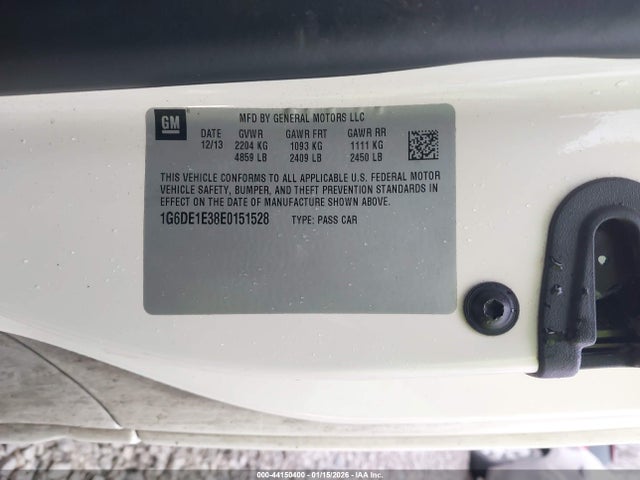 GM
MFD BY GENERAL MOTORS LLC
DATE GVWR GAWR FRT GAWR RR
12/13 2204 KG 1093 KG 1111 KG
4859 LB 2409 LB 2450 LB
THIS VEHICLE CONFORMS TO ALL APPLICABLE U.S. FEDERAL MOTOR
VEHICLE SAFETY, BUMPER, AND THEFT PREVENTION STANDARDS IN
EFFECT ON THE DATE OF MANUFACTURE SHOWN ABOVE.
1G6DE1E38E0151528 TYPE: PASS CAR
000-44150400 - 01/15/2026 - IAA Inc.